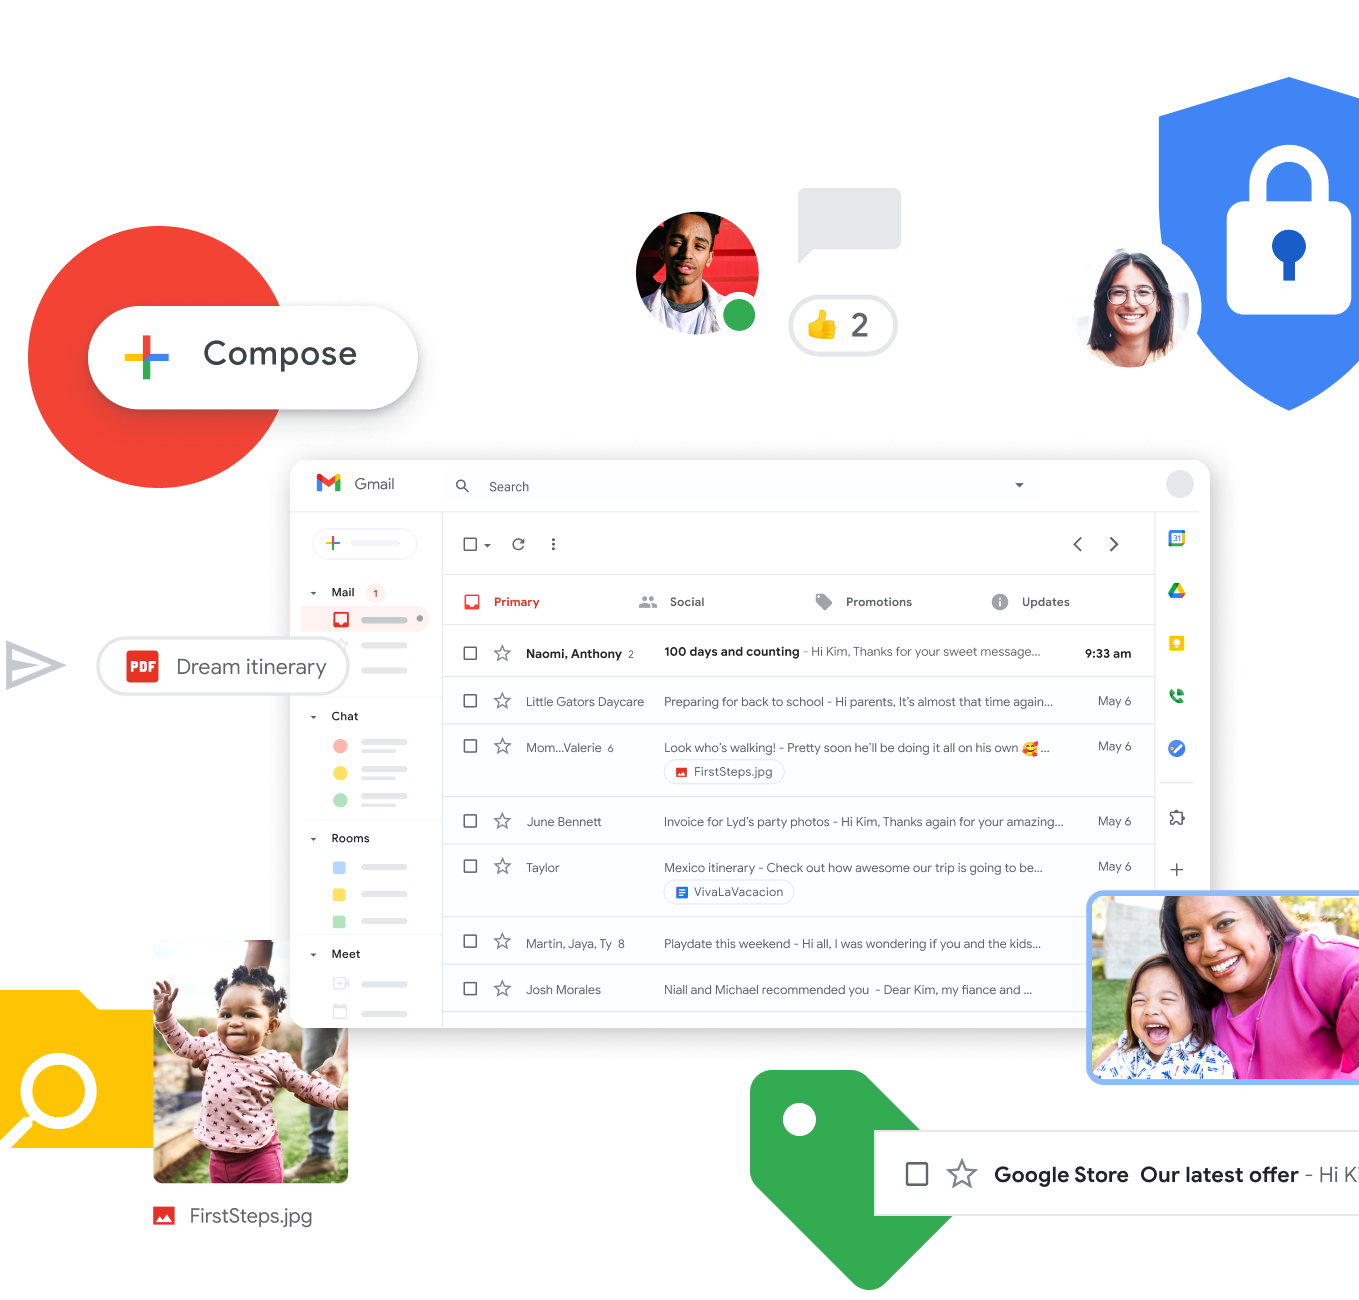 Compose
👍 2
Gmail
Search
Mail 1
Primary
Social
Promotions
Updates
Naomi, Anthony 2
100 days and counting - Hi Kim, Thanks for your sweet message...
9:33 am
PDF Dream itinerary
Little Gators Daycare
Preparing for back to school - Hi parents, It's almost that time again...
May 6
Chat
Mom...Valerie 6
Look who's walking! - Pretty soon he'll be doing it all on his own 🥰 ...
May 6
FirstSteps.jpg
June Bennett
Invoice for Lyd's party photos - Hi Kim, Thanks again for your amazing...
May 6
Rooms
Taylor
Mexico itinerary - Check out how awesome our trip is going to be...
May 6
VivaLaVacacion
Martin, Jaya, Ty 8
Playdate this weekend - Hi all, I was wondering if you and the kids...
Meet
Josh Morales
Niall and Michael recommended you - Dear Kim, my fiance and ...
31
Google Store Our latest offer - Hi Ki
FirstSteps.jpg